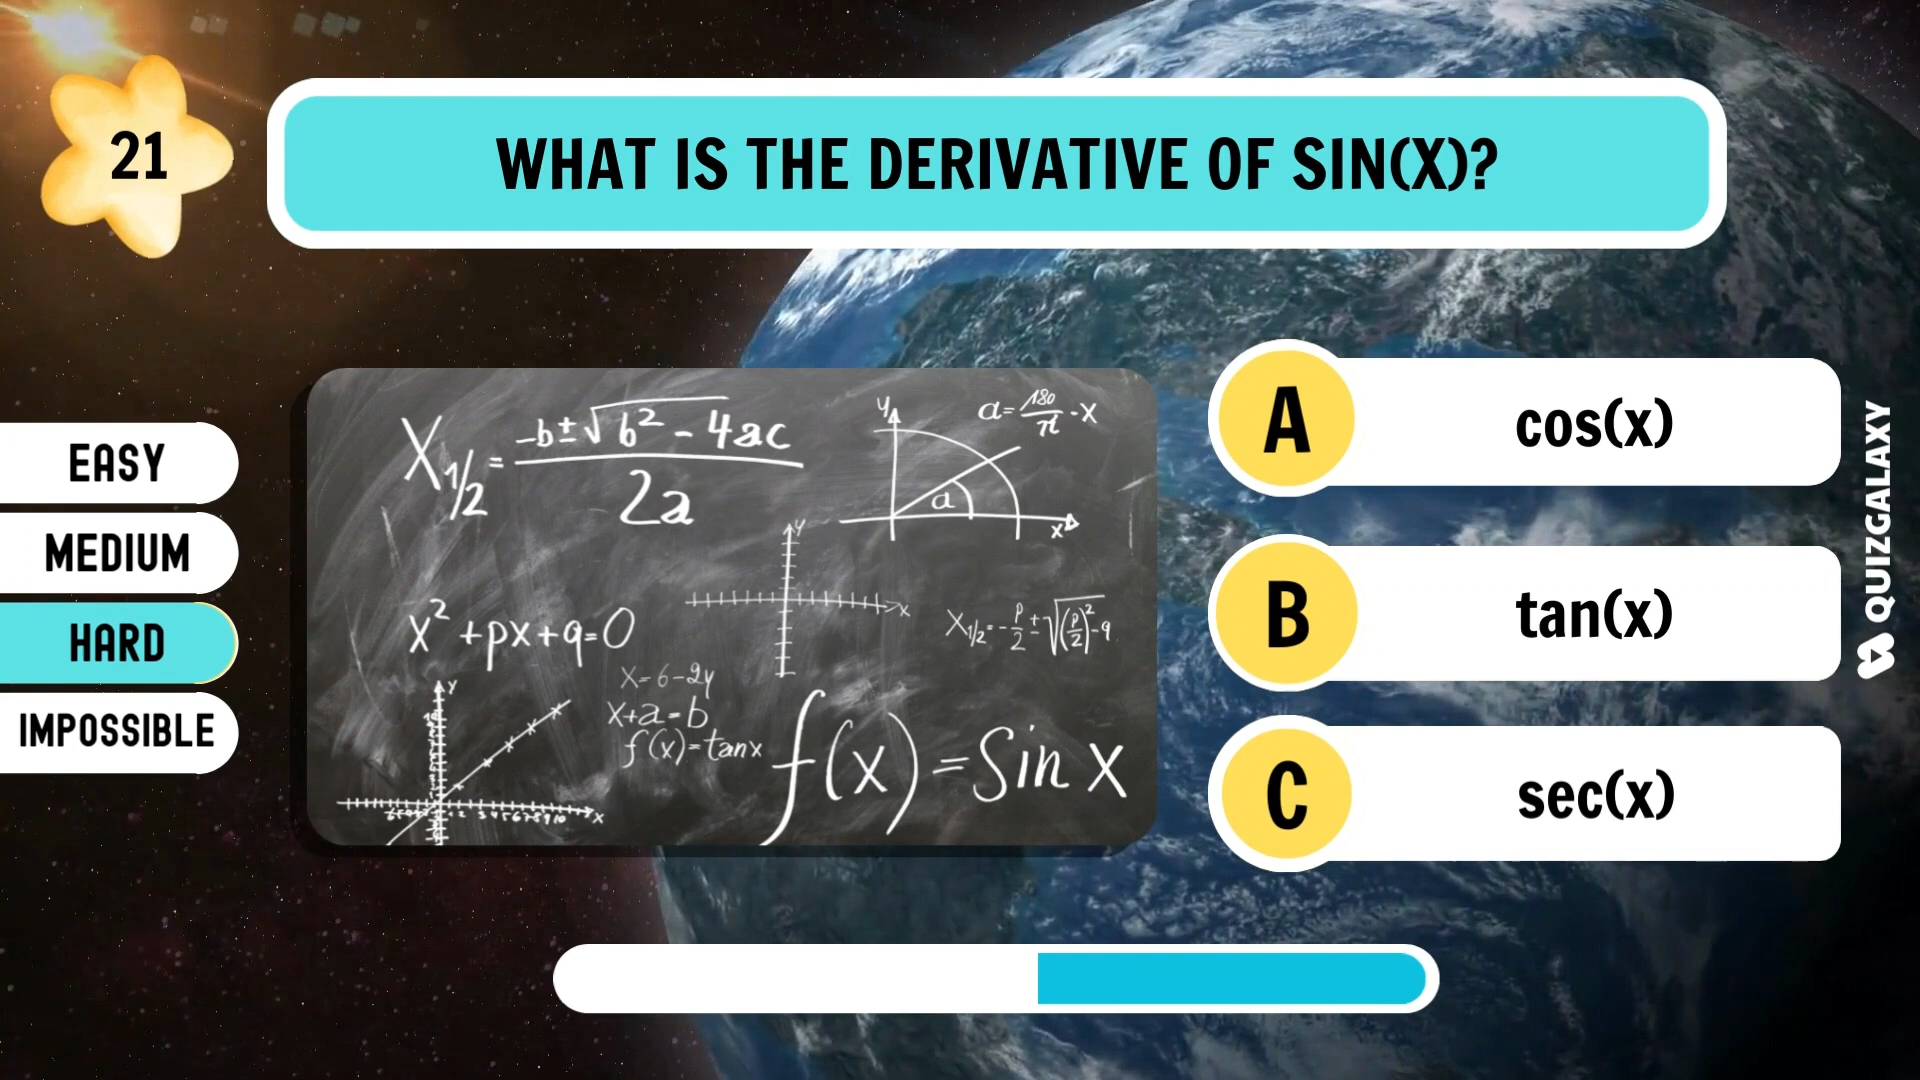 21
WHAT IS THE DERIVATIVE OF SIN(X)?
EASY
MEDIUM
HARD
IMPOSSIBLE
X1/2 = -b±√b² - 4ac
2a
y
a = 180/π · x
a
x
y
x
x² + px + q = 0
X1/2 = -p/2 ± √(p/2)² - q
x = 6 - 2y
x + a = b
f(x) = tan x
y
x
f(x) = Sin x
A
cos(x)
B
tan(x)
C
sec(x)
QUIZGALAXY